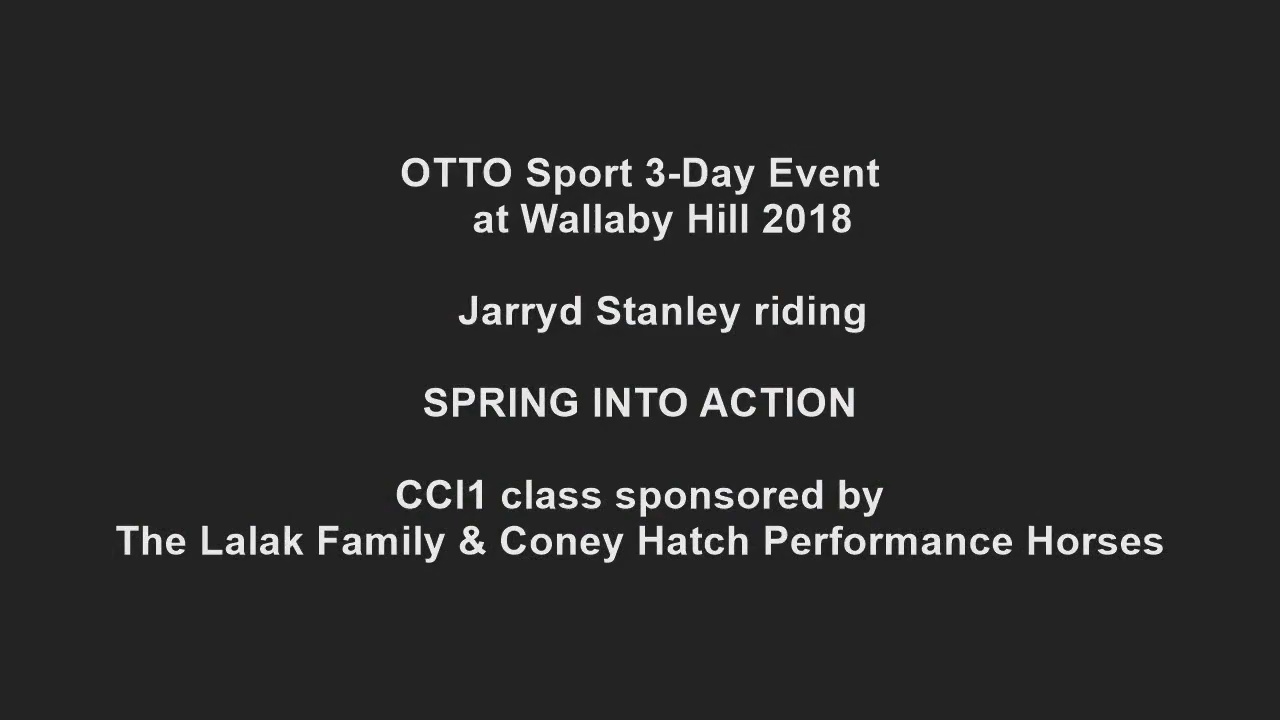 OTTO Sport 3-Day Event
at Wallaby Hill 2018
Jarryd Stanley riding
SPRING INTO ACTION
CCI1 class sponsored by
The Lalak Family & Coney Hatch Performance Horses